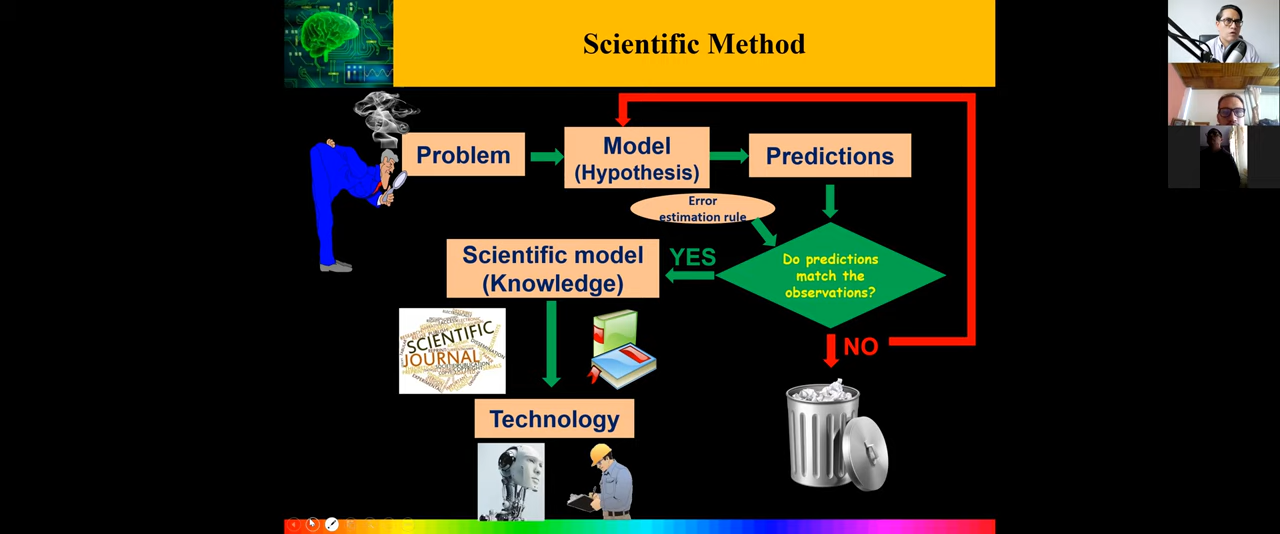 Scientific Method
Problem
Model
(Hypothesis)
Predictions
Error
estimation rule
Scientific model
(Knowledge)
YES
Do predictions
match the
observations?
NO
SCIENTIFIC
JOURNAL
Technology